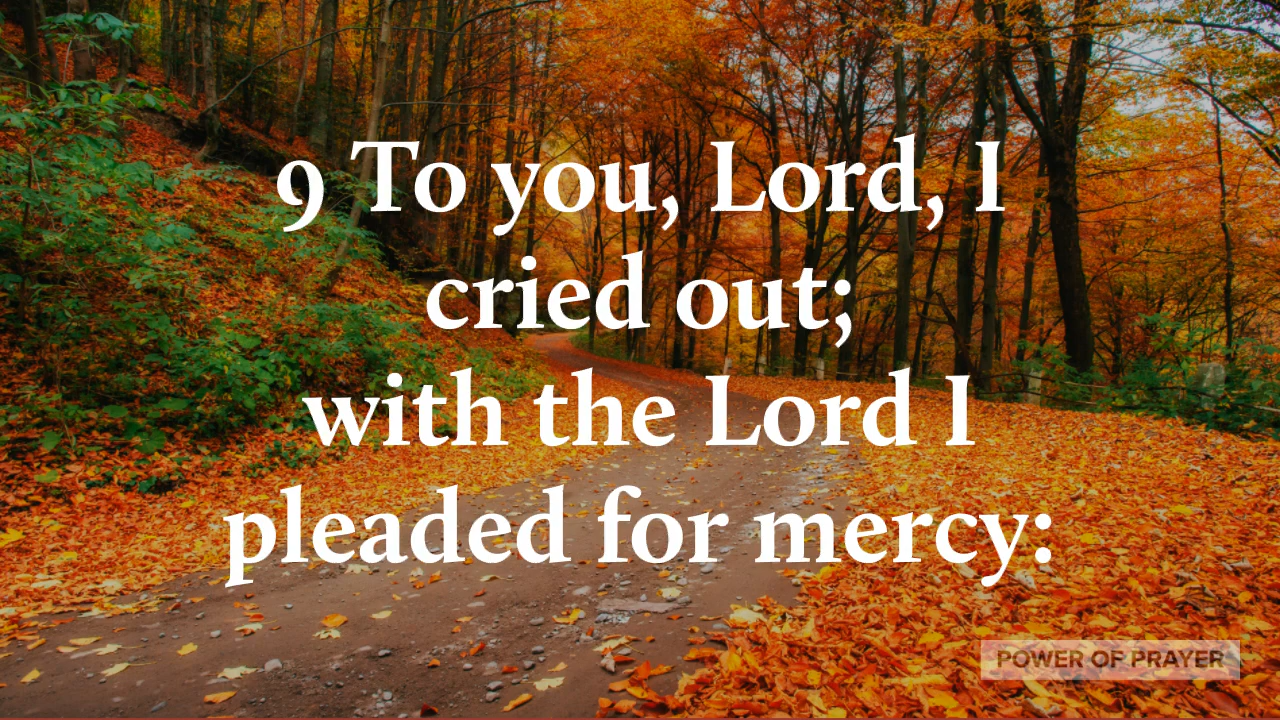 9 To you, Lord, I
cried out;
with the Lord I
pleaded for mercy:
POWER OF PRAYER